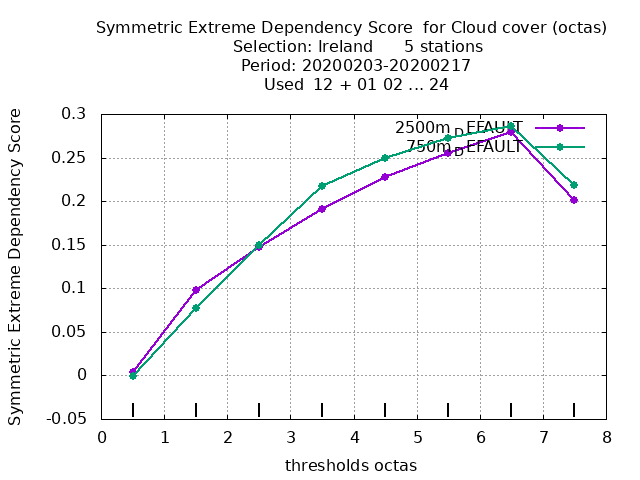 Symmetric Extreme Dependency Score  for Cloud cover (octas)
Selection: Ireland      5 stations
Period: 20200203-20200217
Used  12 + 01 02 ... 24
Symmetric Extreme Dependency Score
0.3
0.25
0.2
0.15
0.1
0.05
0
-0.05
2500m_DEFAULT
750m_DEFAULT
0 1 2 3 4 5 6 7 8
thresholds octas